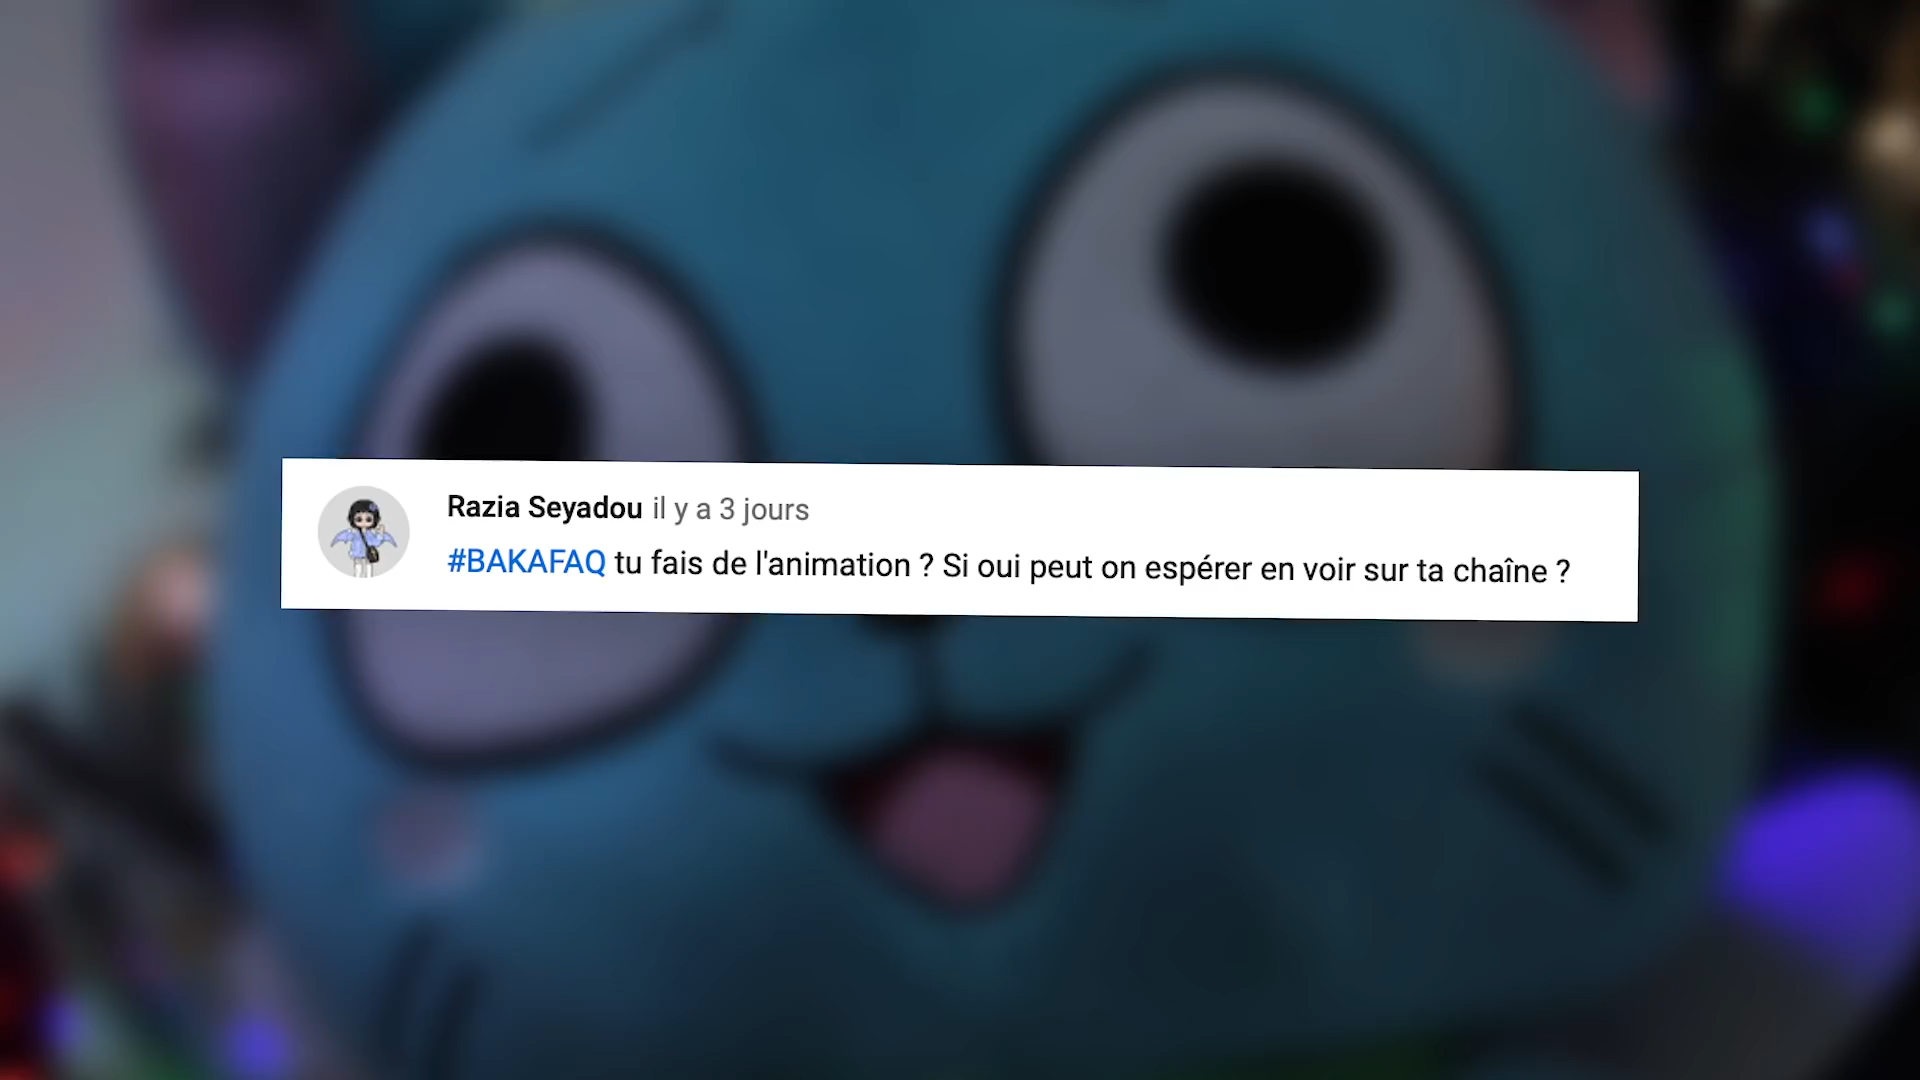 Razia Seyadou il y a 3 jours
#BAKAFAQ tu fais de l'animation ? Si oui peut on espérer en voir sur ta chaîne ?